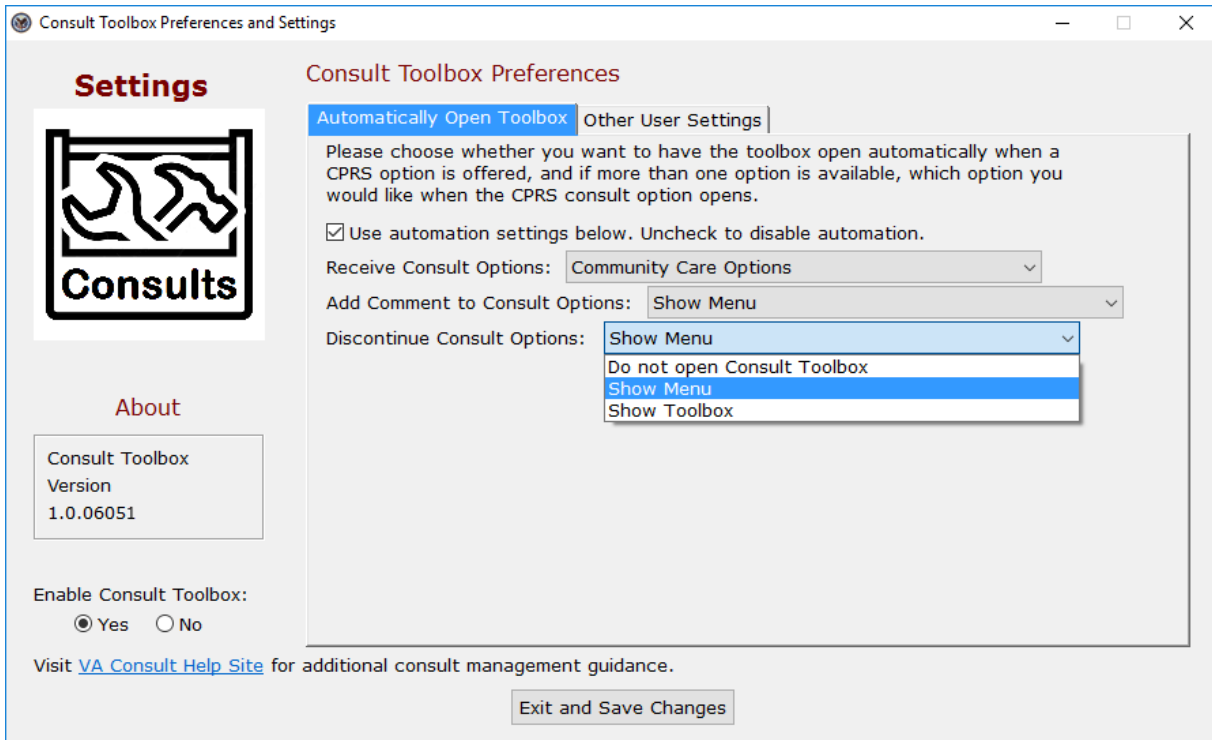 Consult Toolbox Preferences and Settings
Settings
Consults
About
Consult Toolbox
Version
1.0.06051
Enable Consult Toolbox:
Yes No
Consult Toolbox Preferences
Automatically Open Toolbox Other User Settings
Please choose whether you want to have the toolbox open automatically when a
CPRS option is offered, and if more than one option is available, which option you
would like when the CPRS consult option opens.
Use automation settings below. Uncheck to disable automation.
Receive Consult Options: Community Care Options
Add Comment to Consult Options: Show Menu
Discontinue Consult Options: Show Menu
Do not open Consult Toolbox
Show Menu
Show Toolbox
Visit VA Consult Help Site for additional consult management guidance.
Exit and Save Changes